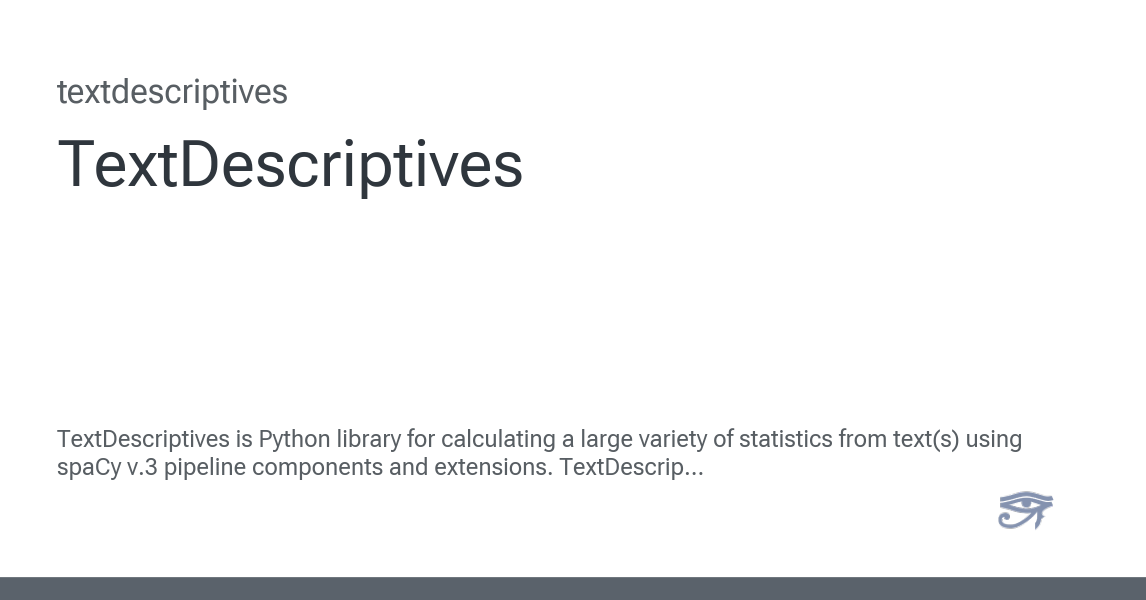 textdescriptives
TextDescriptives
TextDescriptives is Python library for calculating a large variety of statistics from text(s) using
spaCy v.3 pipeline components and extensions. TextDescrip...